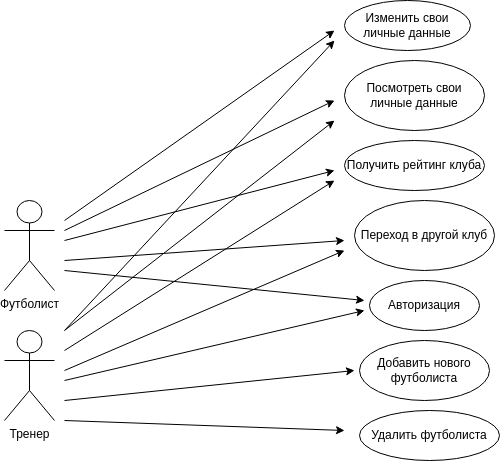 Изменить свои
личные данные
Посмотреть свои
личные данные
Получить рейтинг клуба
Переход в другой клуб
Футболист
Авторизация
Добавить нового
футболиста
Тренер
Удалить футболиста